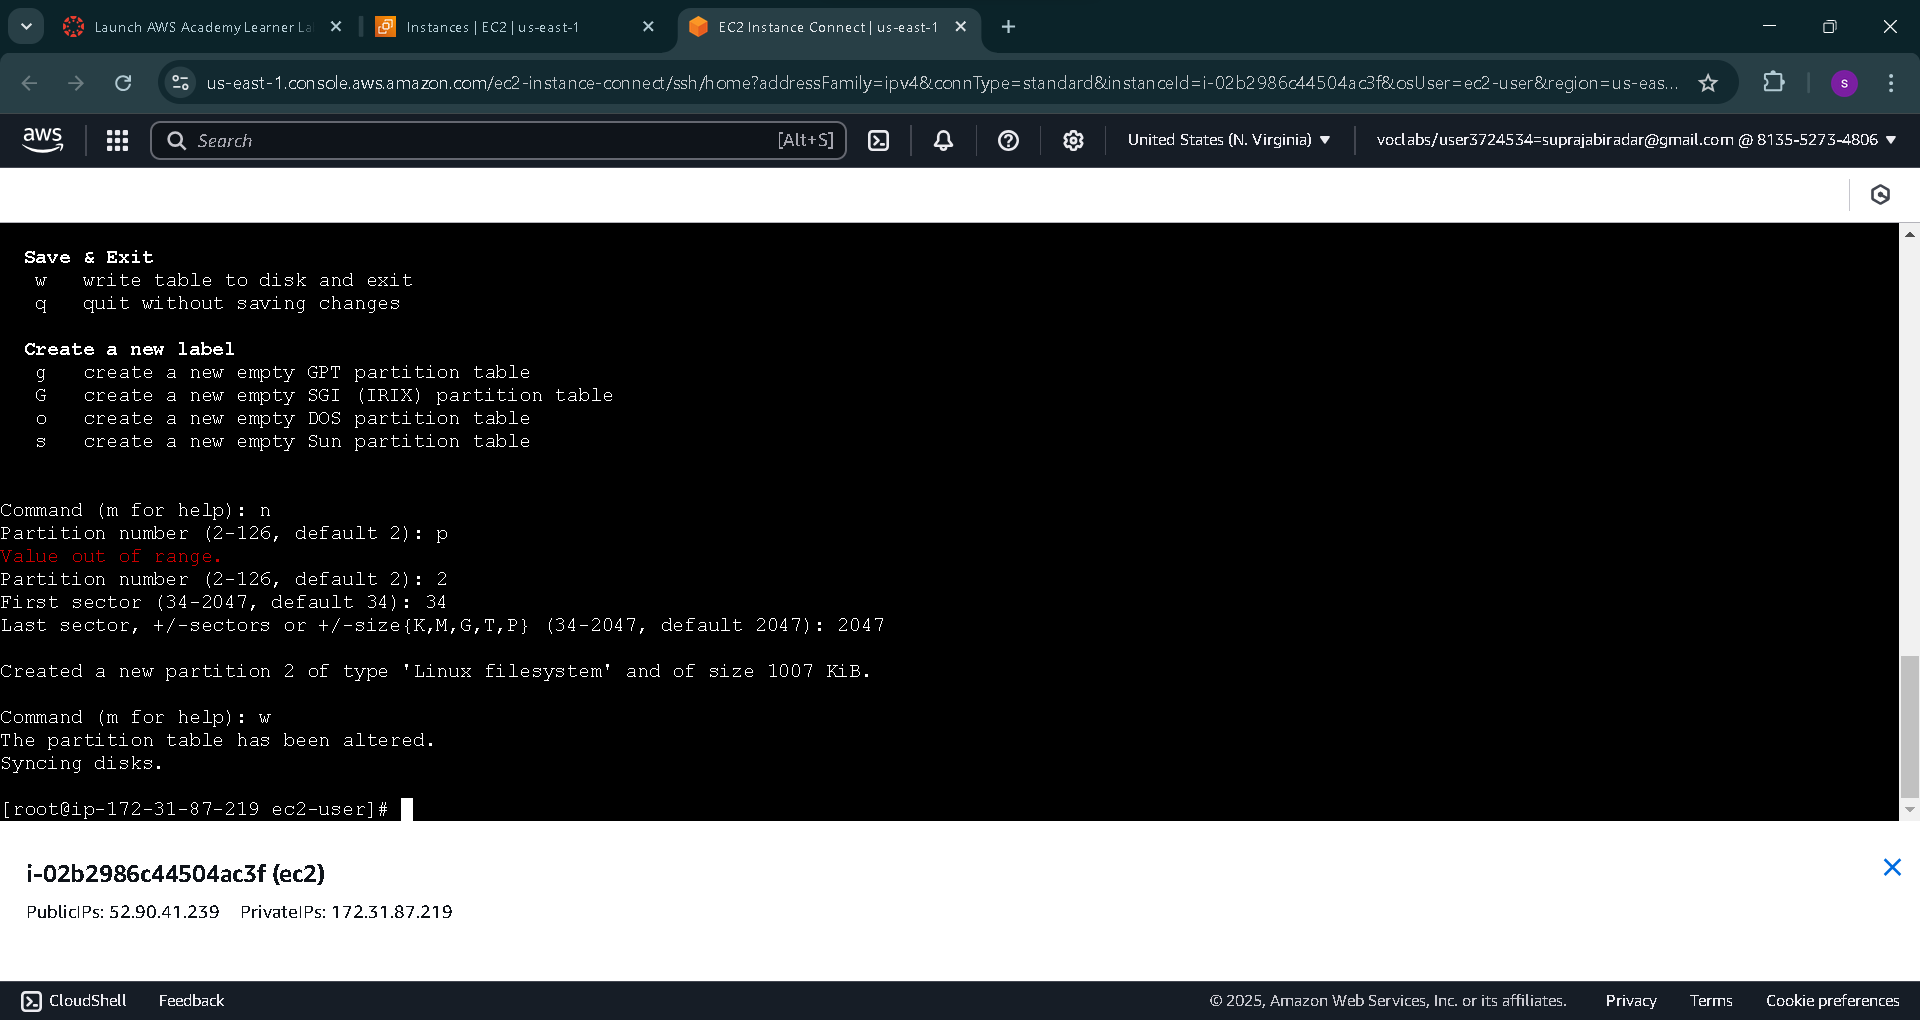 Launch AWS Academy Learner La
Instances | EC2 | us-east-1
EC2 Instance Connect | us-east-1
us-east-1.console.aws.amazon.com/ec2-instance-connect/ssh/home?addressFamily=ipv4&connType=standard&instanceId=i-02b2986c44504ac3f&osUser=ec2-user&region=us-eas...
s
aws
Search
[Alt+S]
United States (N. Virginia)
voclabs/user3724534=suprajabiradar@gmail.com @ 8135-5273-4806
Save & Exit
w   write table to disk and exit
q   quit without saving changes
Create a new label
g   create a new empty GPT partition table
G   create a new empty SGI (IRIX) partition table
o   create a new empty DOS partition table
s   create a new empty Sun partition table
Command (m for help): n
Partition number (2-126, default 2): p
Value out of range.
Partition number (2-126, default 2): 2
First sector (34-2047, default 34): 34
Last sector, +/-sectors or +/-size{K,M,G,T,P} (34-2047, default 2047): 2047
Created a new partition 2 of type 'Linux filesystem' and of size 1007 KiB.
Command (m for help): w
The partition table has been altered.
Syncing disks.
[root@ip-172-31-87-219 ec2-user]#
i-02b2986c44504ac3f (ec2)
PublicIPs: 52.90.41.239 PrivateIPs: 172.31.87.219
CloudShell Feedback
© 2025, Amazon Web Services, Inc. or its affiliates. Privacy Terms Cookie preferences